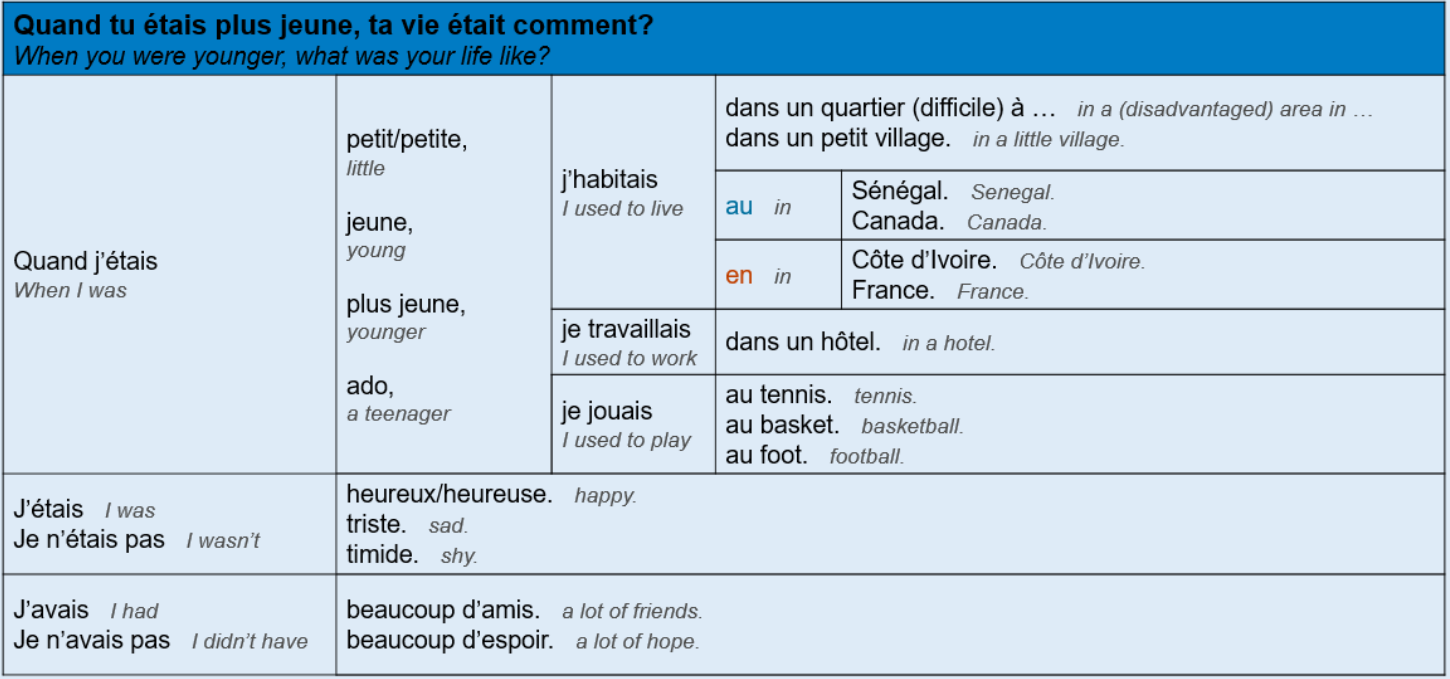 Quand tu étais plus jeune, ta vie était comment?
When you were younger, what was your life like?
Quand j'étais
When I was
petit/petite,
little
jeune,
young
plus jeune,
younger
ado,
a teenager
j'habitais
I used to live
dans un quartier (difficile) à … in a (disadvantaged) area in …
dans un petit village. in a little village.
au in
Sénégal. Senegal.
Canada. Canada.
en in
Côte d'Ivoire. Côte d'Ivoire.
France. France.
je travaillais
I used to work
dans un hôtel. in a hotel.
je jouais
I used to play
au tennis. tennis.
au basket. basketball.
au foot. football.
J'étais I was
Je n'étais pas I wasn't
heureux/heureuse. happy.
triste. sad.
timide. shy.
J'avais I had
Je n'avais pas I didn't have
beaucoup d'amis. a lot of friends.
beaucoup d'espoir. a lot of hope.